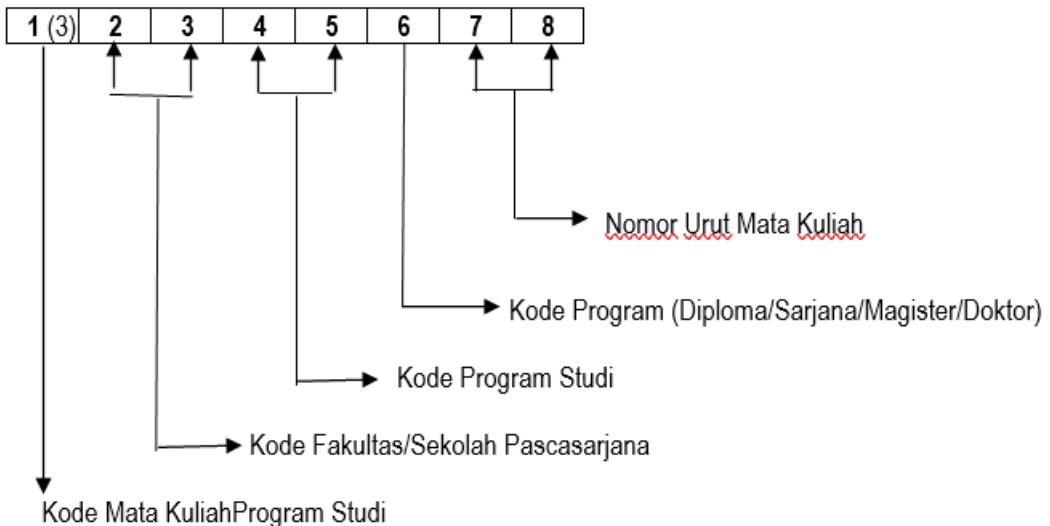 1 (3) 2 3 4 5 6 7 8
Nomor Urut Mata Kuliah
Kode Program (Diploma/Sarjana/Magister/Doktor)
Kode Program Studi
Kode Fakultas/Sekolah Pascasarjana
Kode Mata KuliahProgram Studi